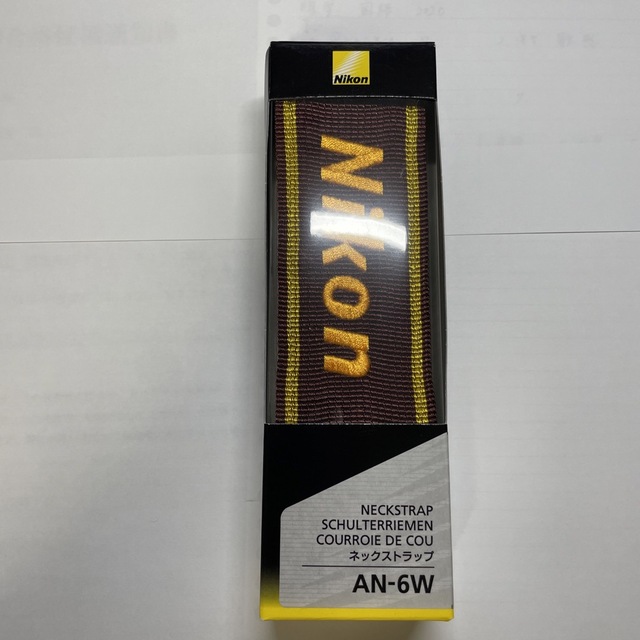 Nikon
Nikon
NECKSTRAP
SCHULTERRIEMEN
COURROIE DE COU
ネックストラップ
AN-6W